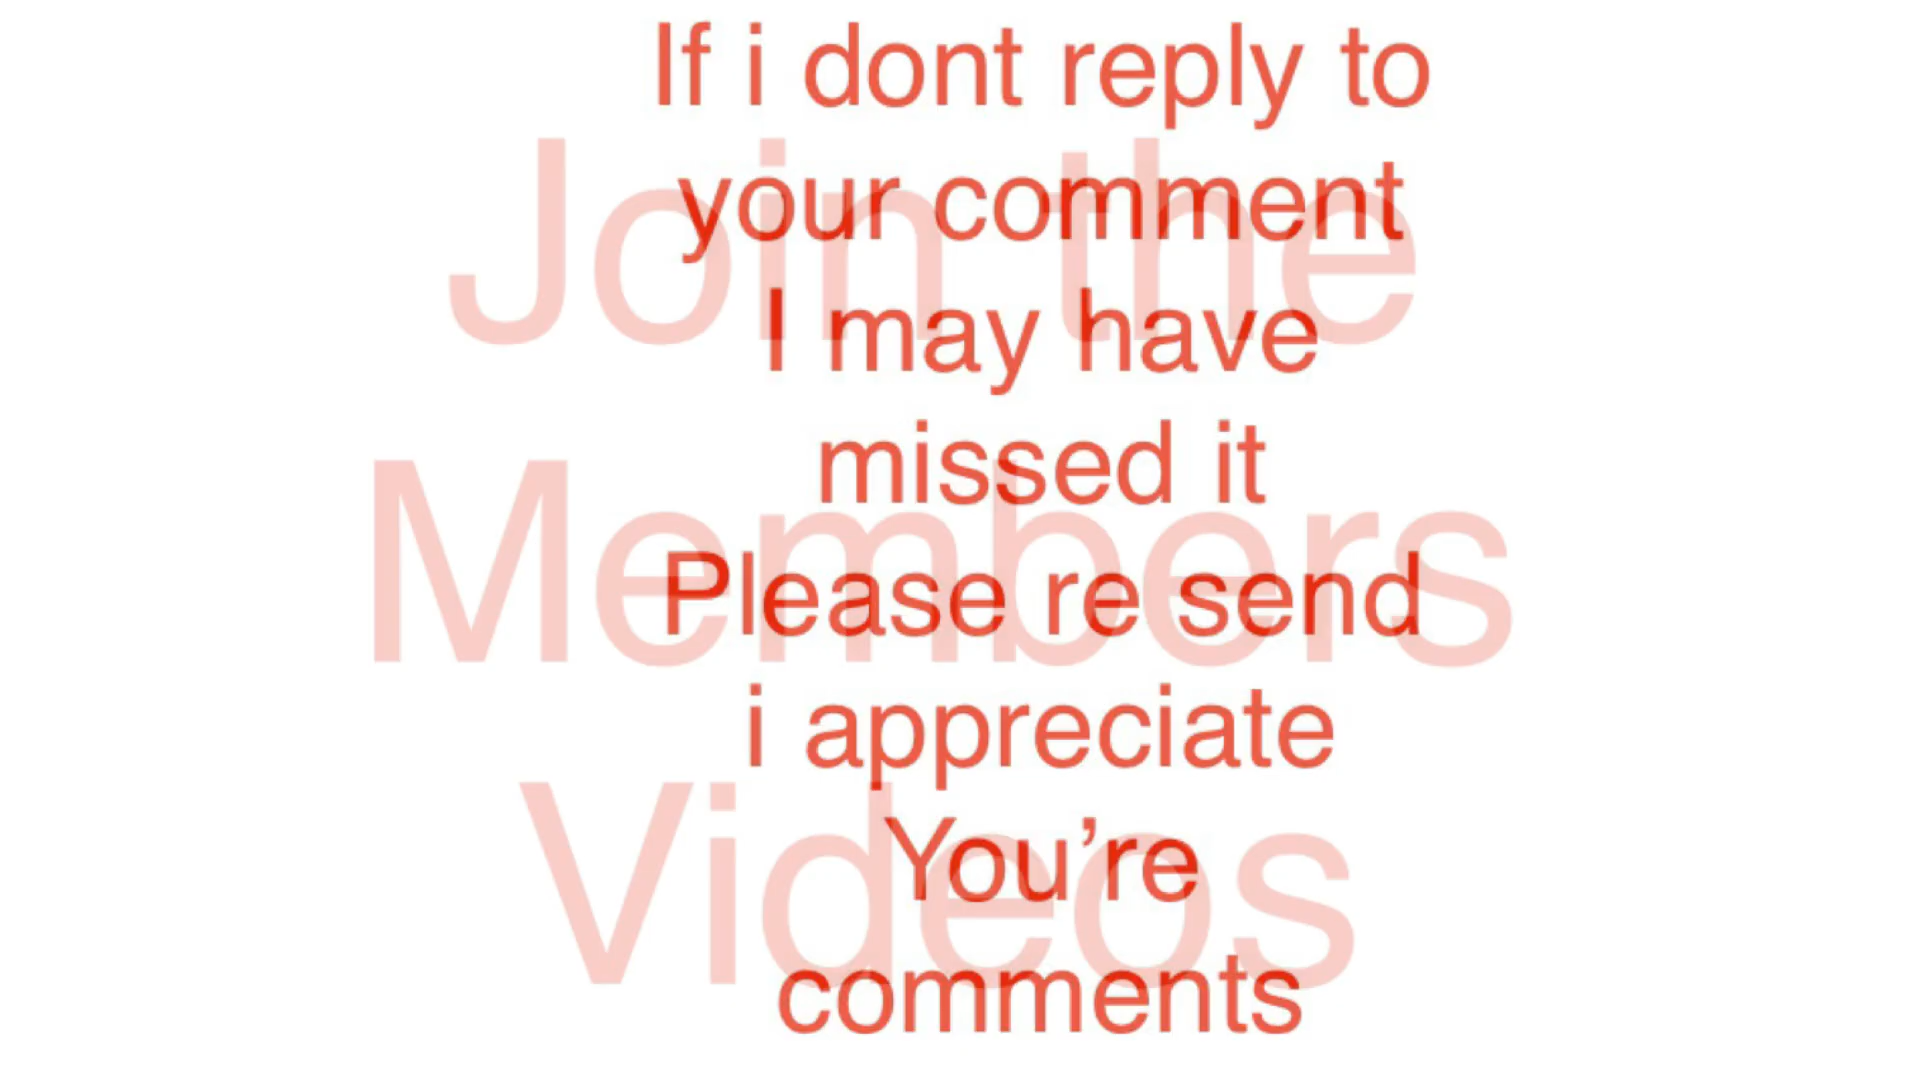 If i dont reply to
your comment
I may have
missed it
Please re send
i appreciate
You’re
comments
Join the
Members
Videos